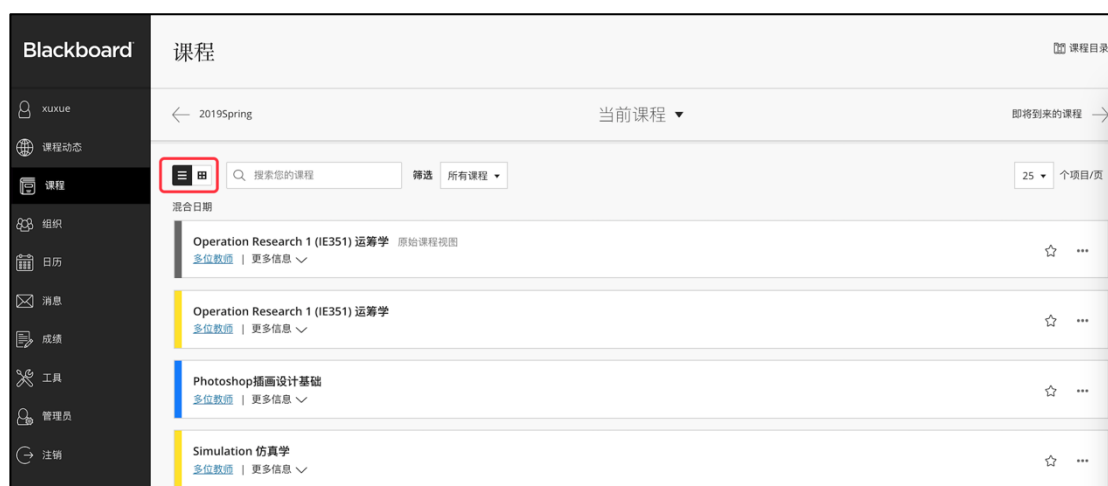 Blackboard
课程
课程目录
xuxue
课程动态
课程
组织
日历
消息
成绩
工具
管理员
注销
2019Spring
当前课程
即将到来的课程
搜索您的课程
筛选 所有课程
25 个项目/页
混合日期
Operation Research 1 (IE351) 运筹学 原始课程视图
多位教师 | 更多信息
Operation Research 1 (IE351) 运筹学
多位教师 | 更多信息
Photoshop插画设计基础
多位教师 | 更多信息
Simulation 仿真学
多位教师 | 更多信息